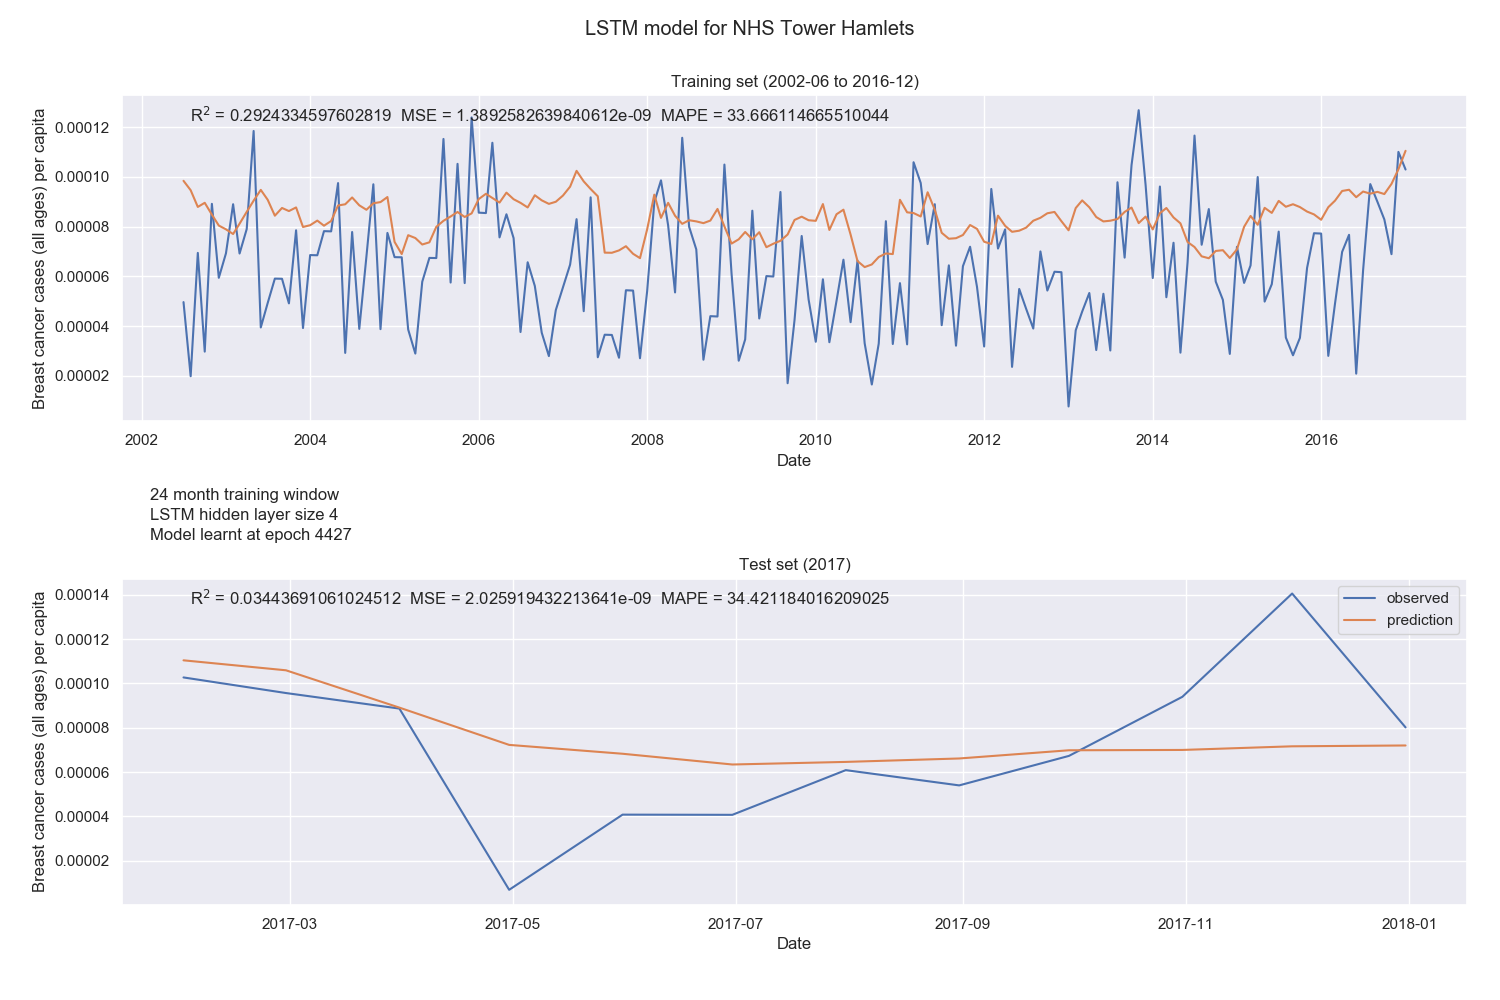 LSTM model for NHS Tower Hamlets
Training set (2002-06 to 2016-12)
R² = 0.2924334597602819 MSE = 1.3892582639840612e-09 MAPE = 33.666114665510044
Breast cancer cases (all ages) per capita
0.00012
0.00010
0.00008
0.00006
0.00004
0.00002
2002 2004 2006 2008 2010 2012 2014 2016
Date
24 month training window
LSTM hidden layer size 4
Model learnt at epoch 4427
Test set (2017)
R² = 0.03443691061024512 MSE = 2.025919432213641e-09 MAPE = 34.421184016209025
observed
prediction
Breast cancer cases (all ages) per capita
0.00014
0.00012
0.00010
0.00008
0.00006
0.00004
0.00002
2017-03 2017-05 2017-07 2017-09 2017-11 2018-01
Date